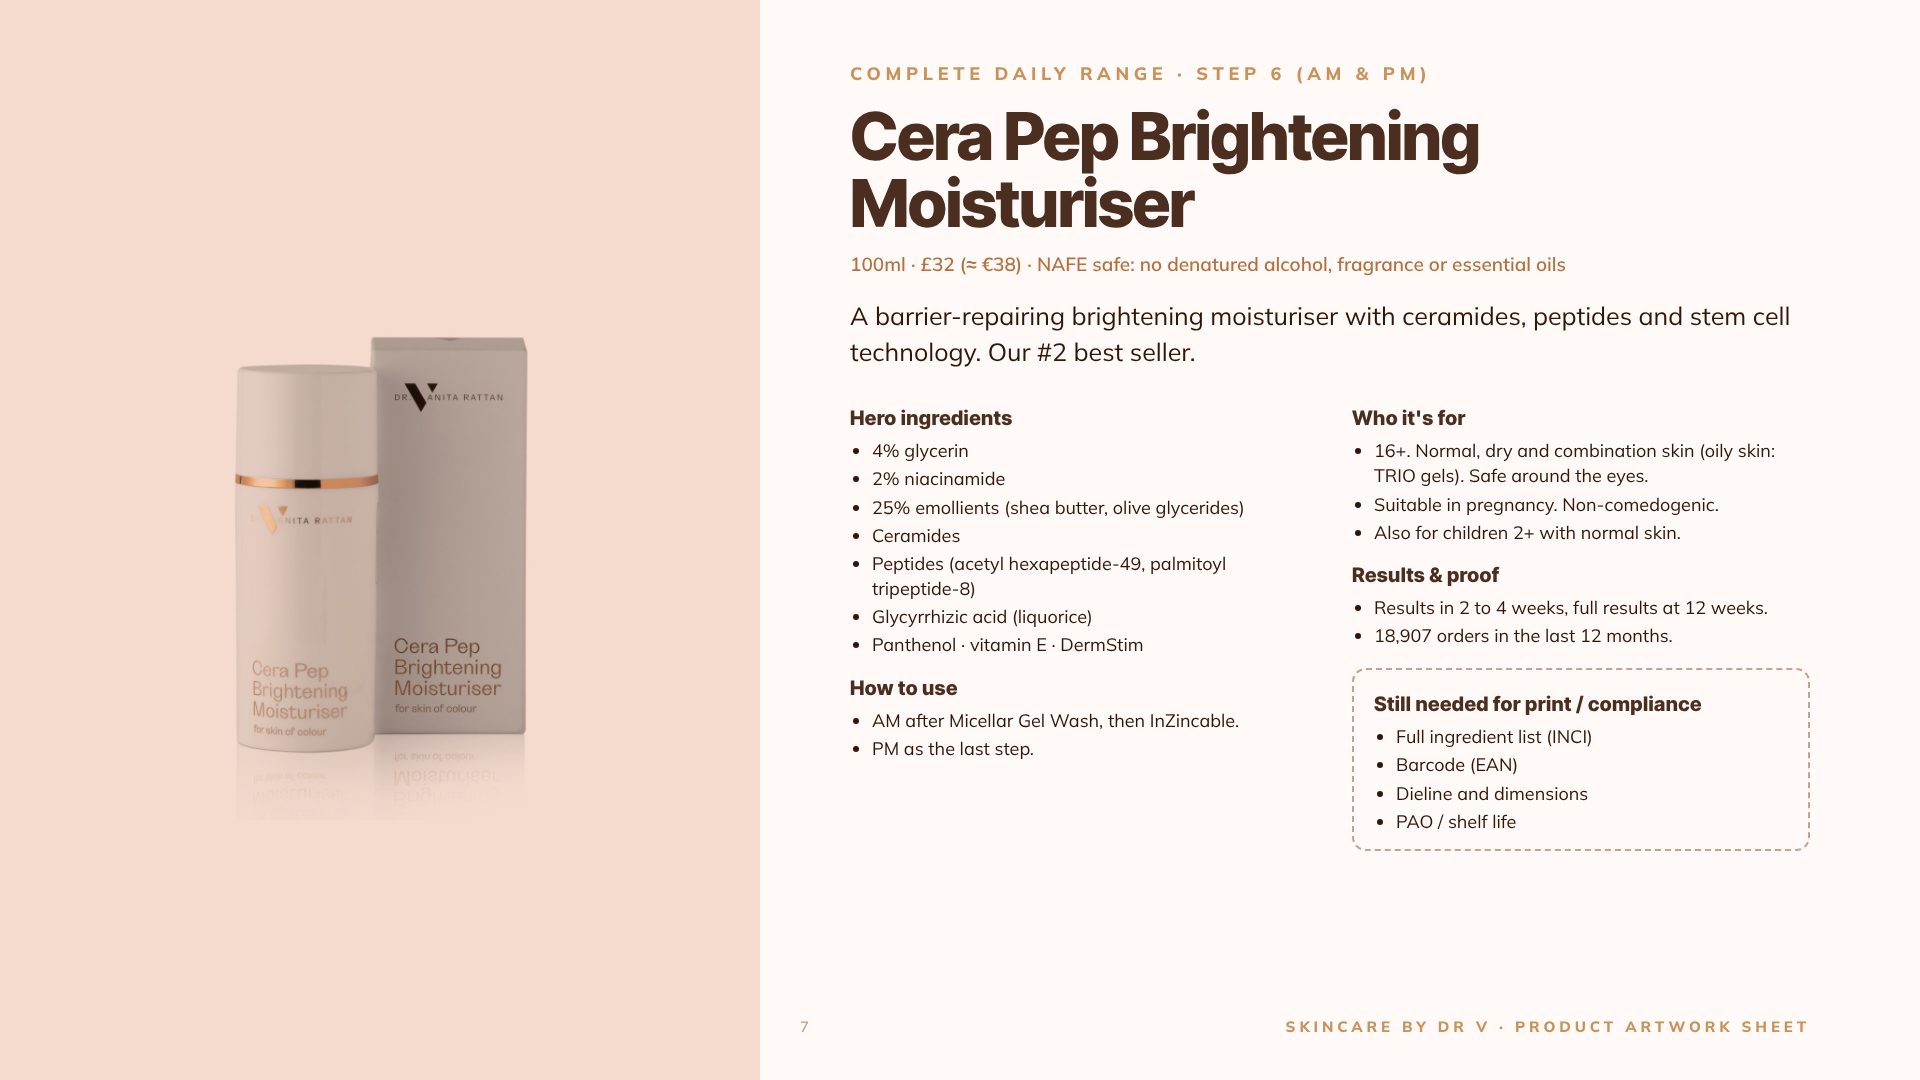 COMPLETE DAILY RANGE · STEP 6 (AM & PM)
Cera Pep Brightening
Moisturiser
100ml · £32 (≈ €38) · NAFE safe: no denatured alcohol, fragrance or essential oils
A barrier-repairing brightening moisturiser with ceramides, peptides and stem cell
technology. Our #2 best seller.
Hero ingredients
• 4% glycerin
• 2% niacinamide
• 25% emollients (shea butter, olive glycerides)
• Ceramides
• Peptides (acetyl hexapeptide-49, palmitoyl
tripeptide-8)
• Glycyrrhizic acid (liquorice)
• Panthenol · vitamin E · DermStim
How to use
• AM after Micellar Gel Wash, then InZincable.
• PM as the last step.
Who it's for
• 16+. Normal, dry and combination skin (oily skin:
TRIO gels). Safe around the eyes.
• Suitable in pregnancy. Non-comedogenic.
• Also for children 2+ with normal skin.
Results & proof
• Results in 2 to 4 weeks, full results at 12 weeks.
• 18,907 orders in the last 12 months.
Still needed for print / compliance
• Full ingredient list (INCI)
• Barcode (EAN)
• Dieline and dimensions
• PAO / shelf life
DR.VANITA RATTAN
Cera Pep
Brightening
Moisturiser
for skin of colour
VANITA RATTAN
Cera Pep
Brightening
Moisturiser
for skin of colour
7
SKINCARE BY DR V · PRODUCT ARTWORK SHEET